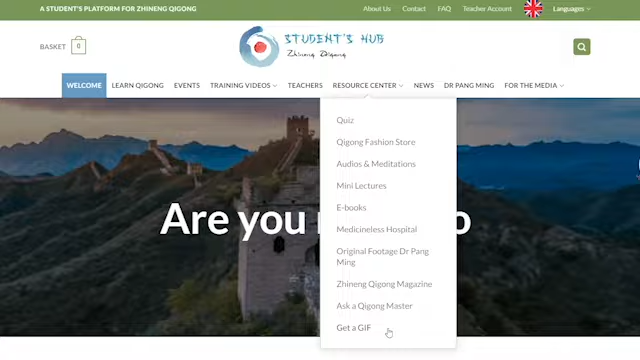 A STUDENT'S PLATFORM FOR ZHINENG QIGONG
About Us Contact FAQ Teacher Account Languages
BASKET 0
STUDENT'S HUB
Zhineng Qigong
WELCOME LEARN QIGONG EVENTS TRAINING VIDEOS TEACHERS RESOURCE CENTER NEWS DR PANG MING FOR THE MEDIA
Quiz
Qigong Fashion Store
Audios & Meditations
Mini Lectures
E-books
Medicineless Hospital
Original Footage Dr Pang
Ming
Zhineng Qigong Magazine
Ask a Qigong Master
Get a GIF
Are you